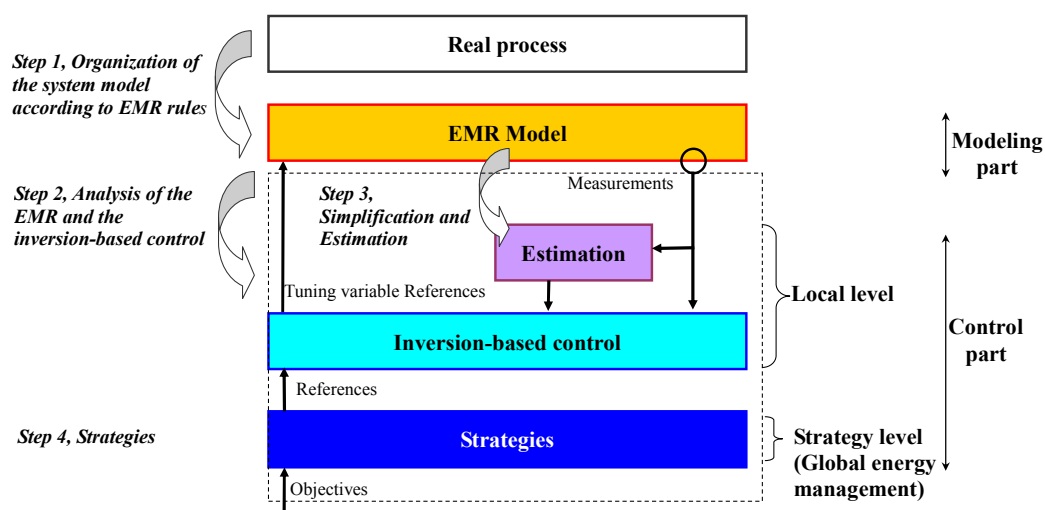 Real process
Step 1, Organization of
the system model
according to EMR rules
EMR Model
Modeling
part
Measurements
Step 2, Analysis of the
EMR and the
inversion-based control
Step 3,
Simplification and
Estimation
Estimation
Local level
Tuning variable References
Control
part
Inversion-based control
References
Step 4, Strategies
Strategies
Strategy level
(Global energy
management)
Objectives